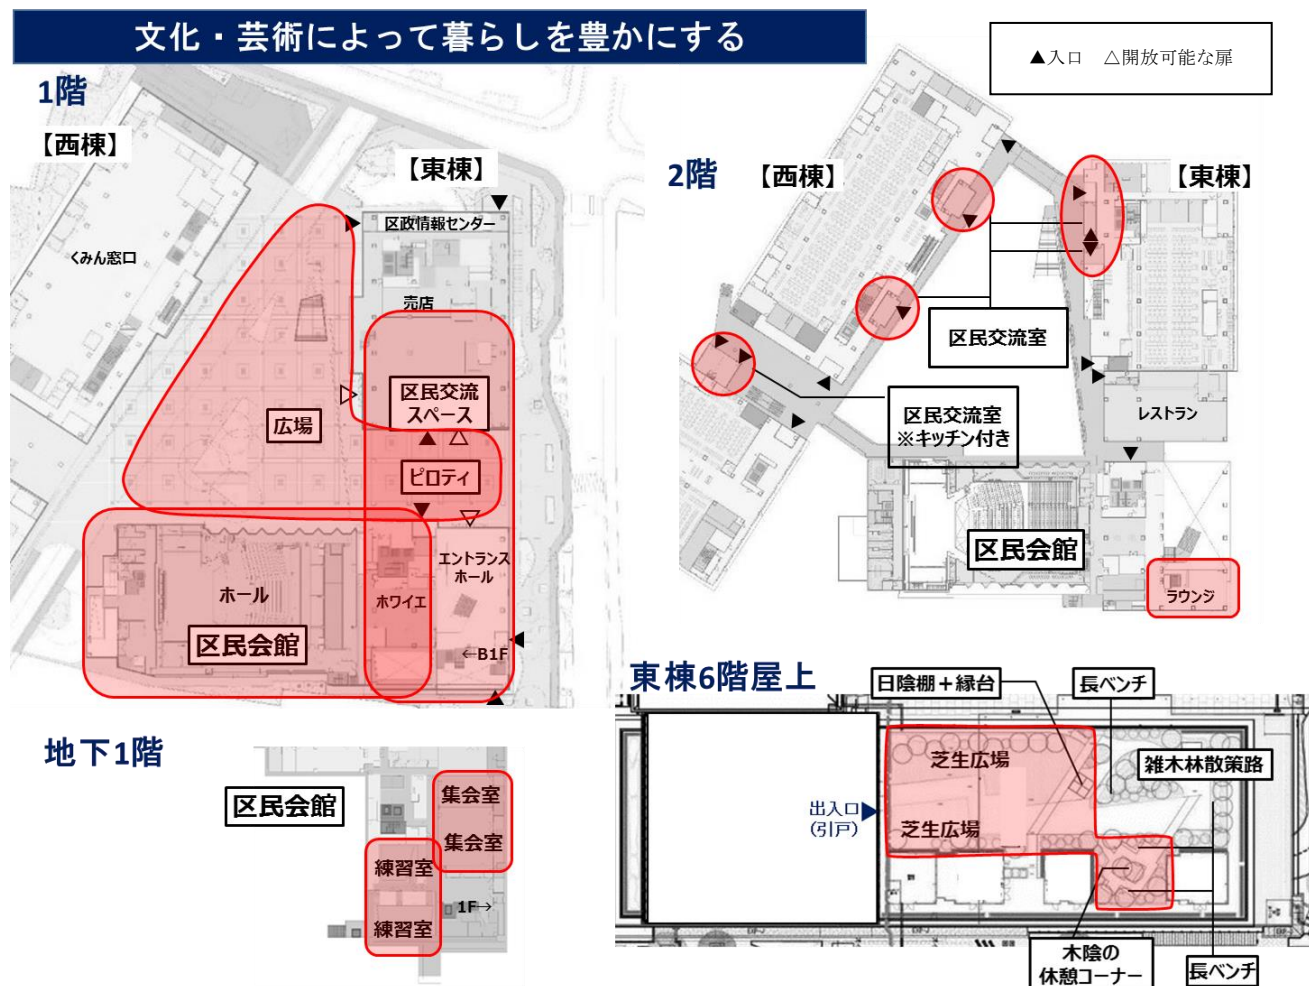 文化・芸術によって暮らしを豊かにする
▲入口　△開放可能な扉
1階
【西棟】
【東棟】
区政情報センター
くみん窓口
売店
区民交流
スペース
広場
ピロティ
エントランス
ホール
ホール
ホワイエ
区民会館
←B1F
2階
【西棟】
【東棟】
区民交流室
区民交流室
※キッチン付き
レストラン
区民会館
ラウンジ
地下1階
区民会館
集会室
集会室
練習室
練習室
1F→
東棟6階屋上
日陰棚＋縁台
長ベンチ
芝生広場
雑木林散策路
出入口
(引戸)
芝生広場
木陰の
休憩コーナー
長ベンチ